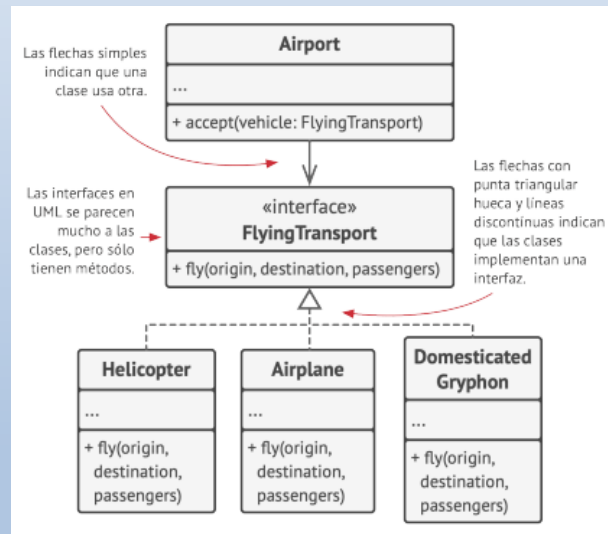 Airport
...
+ accept(vehicle: FlyingTransport)
Las flechas simples
indican que una
clase usa otra.
Las interfaces en
UML se parecen
mucho a las
clases, pero sólo
tienen métodos.
«interface»
FlyingTransport
+ fly(origin, destination, passengers)
Las flechas con
punta triangular
hueca y líneas
discontínuas indican
que las clases
implementan una
interfaz.
Helicopter
...
+ fly(origin,
destination,
passengers)
Airplane
...
+ fly(origin,
destination,
passengers)
Domesticated
Gryphon
...
+ fly(origin,
destination,
passengers)